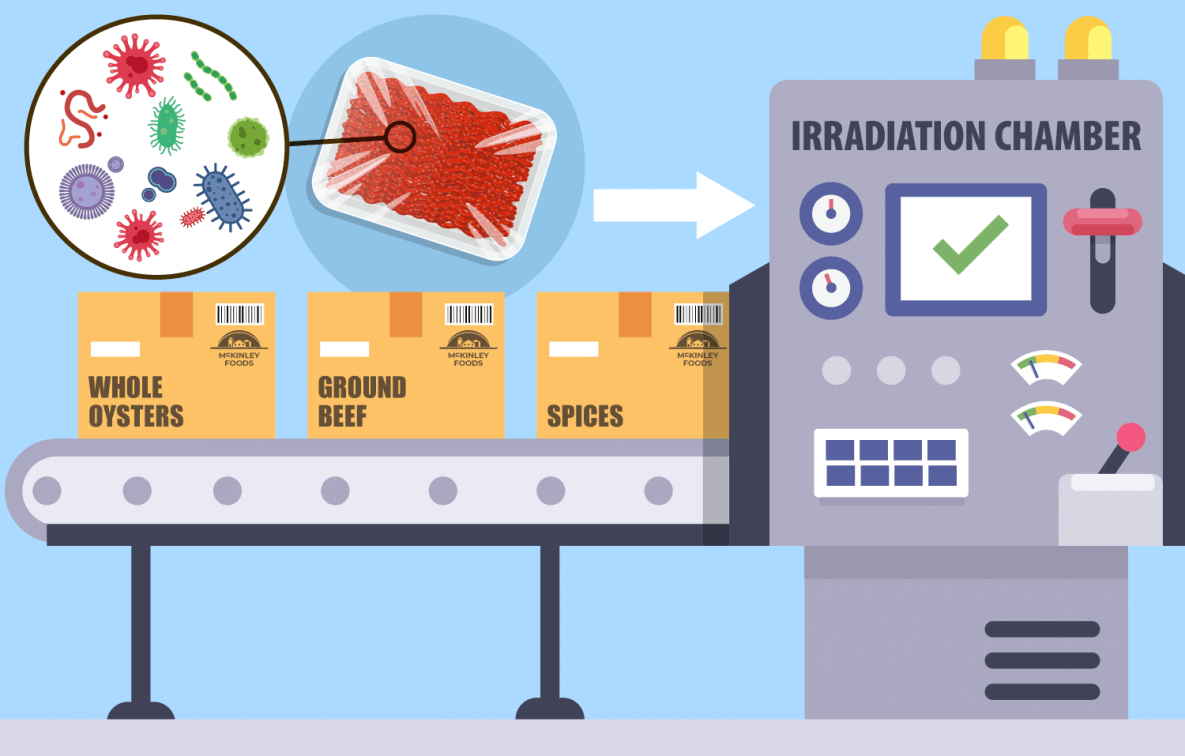 IRRADIATION CHAMBER
McKINLEY
FOODS
WHOLE
OYSTERS
McKINLEY
FOODS
GROUND
BEEF
McKINLEY
FOODS
SPICES